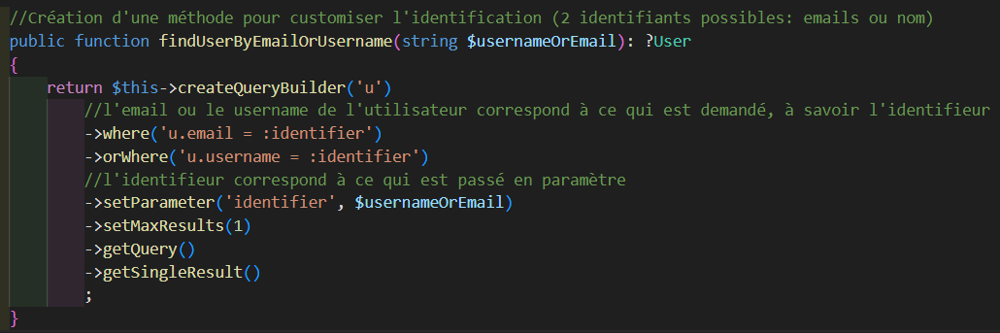 //Création d'une méthode pour customiser l'identification (2 identifiants possibles: emails ou nom)
public function findUserByEmailOrUsername(string $usernameOrEmail): ?User
{
    return $this->createQueryBuilder('u')
        //l'email ou le username de l'utilisateur correspond à ce qui est demandé, à savoir l'identifieur
        ->where('u.email = :identifier')
        ->orWhere('u.username = :identifier')
        //l'identifieur correspond à ce qui est passé en paramètre
        ->setParameter('identifier', $usernameOrEmail)
        ->setMaxResults(1)
        ->getQuery()
        ->getSingleResult()
        ;
}